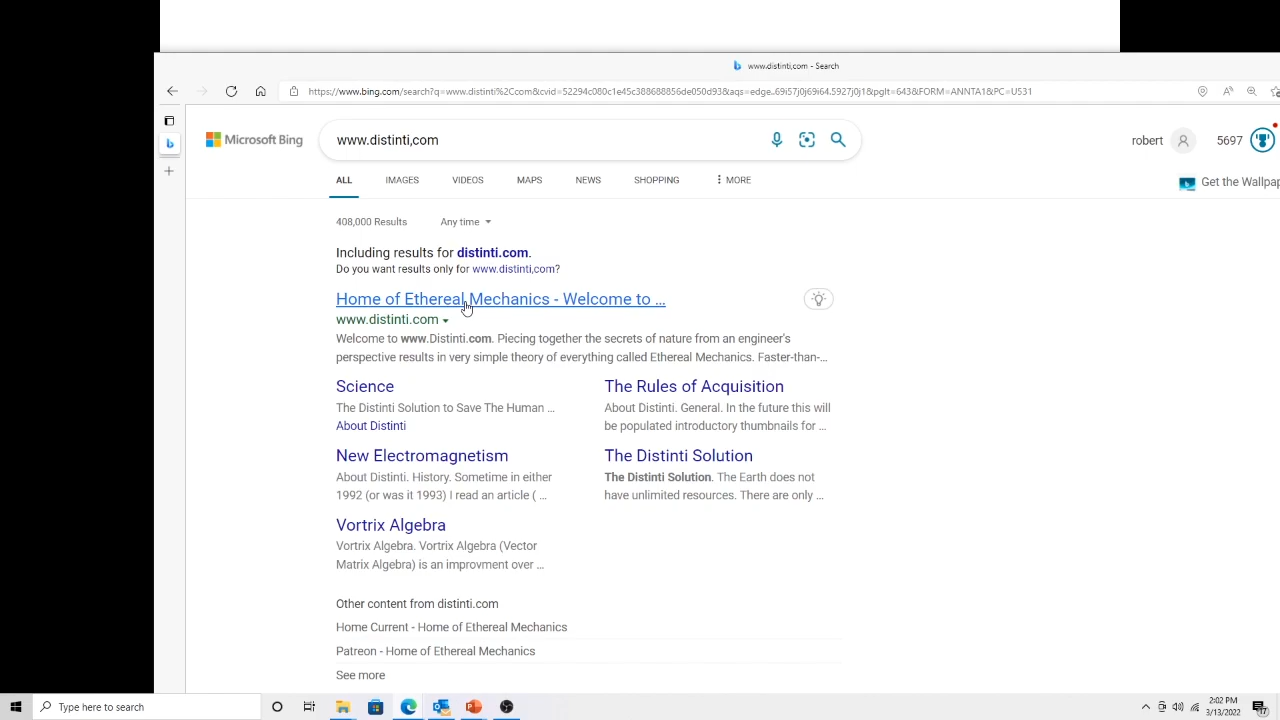 www.distinti,com - Search
https://www.bing.com/search?q=www.distinti%2Ccom&cvid=52294c080c1e45c388688856de050d93&aqs=edge..69i57j0j69i64.5927j0j1&pglt=643&FORM=ANNTA1&PC=U531
Microsoft Bing
www.distinti,com
robert
5697
ALL
IMAGES
VIDEOS
MAPS
NEWS
SHOPPING
MORE
Get the Wallpap
408,000 Results
Any time
Including results for distinti.com.
Do you want results only for www.distinti,com?
Home of Ethereal Mechanics - Welcome to ...
www.distinti.com
Welcome to www.Distinti.com. Piecing together the secrets of nature from an engineer's
perspective results in very simple theory of everything called Ethereal Mechanics. Faster-than-...
Science
The Distinti Solution to Save The Human ...
About Distinti
The Rules of Acquisition
About Distinti. General. In the future this will
be populated introductory thumbnails for ...
New Electromagnetism
About Distinti. History. Sometime in either
1992 (or was it 1993) I read an article ( ...
The Distinti Solution
The Distinti Solution. The Earth does not
have unlimited resources. There are only ...
Vortrix Algebra
Vortrix Algebra. Vortrix Algebra (Vector
Matrix Algebra) is an improvment over ...
Other content from distinti.com
Home Current - Home of Ethereal Mechanics
Patreon - Home of Ethereal Mechanics
See more
Type here to search
2:02 PM
3/13/2022
17